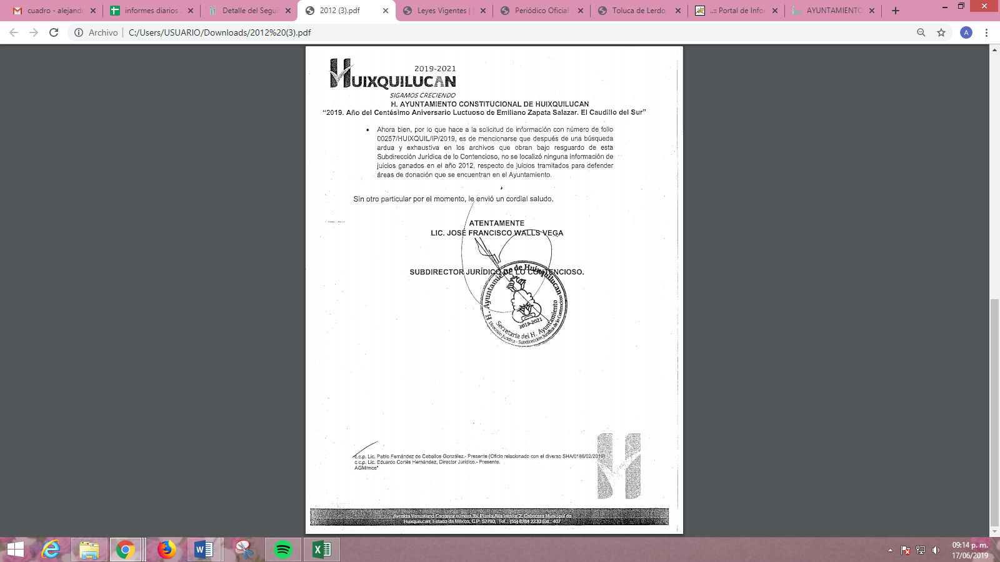 cuadro - alejandr
informes diarios
Detalle del Segui
2012 (3).pdf
Leyes Vigentes |
Periódico Oficial
Toluca de Lerdo,
..:: Portal de Infor
AYUNTAMIENTO
Archivo
C:/Users/USUARIO/Downloads/2012%20(3).pdf
A
2019-2021
HUIXQUILUCAN
SIGAMOS CRECIENDO
H. AYUNTAMIENTO CONSTITUCIONAL DE HUIXQUILUCAN
"2019. Año del Centésimo Aniversario Luctuoso de Emiliano Zapata Salazar. El Caudillo del Sur"
• Ahora bien, por lo que hace a la solicitud de información con número de folio
00257/HUIXQUIL/IP/2019, es de mencionarse que después de una búsqueda
ardua y exhaustiva en los archivos que obran bajo resguardo de esta
Subdirección Jurídica de lo Contencioso, no se localizó ninguna información de
juicios ganados en el año 2012, respecto de juicios tramitados para defender
áreas de donación que se encuentran en el Ayuntamiento.
Sin otro particular por el momento, le envió un cordial saludo.
ATENTAMENTE
LIC. JOSÉ FRANCISCO WALLS VEGA
SUBDIRECTOR JURÍDICO DE LO CONTENCIOSO.
H. Ayuntamiento de Huixquilucan
2019-2021
Secretaría del H. Ayuntamiento
Dirección Jurídica - Subdirección Jurídica de lo Contencioso
c.c.p. Lic. Pablo Fernández de Ceballos González.- Presente (Oficio relacionado con el diverso SHA/0186/02/2019)
c.c.p. Lic. Eduardo Cortés Hernández, Director Jurídico.- Presente.
AGM/mce*
Avenida Venustiano Carranza número 35, Planta Alta Interior 2, Cabecera Municipal de
Huixquilucan, Estado de México, C.P. 52760, Tel.: (55) 8284 2230 Ext.: 407
09:14 p. m.
17/06/2019